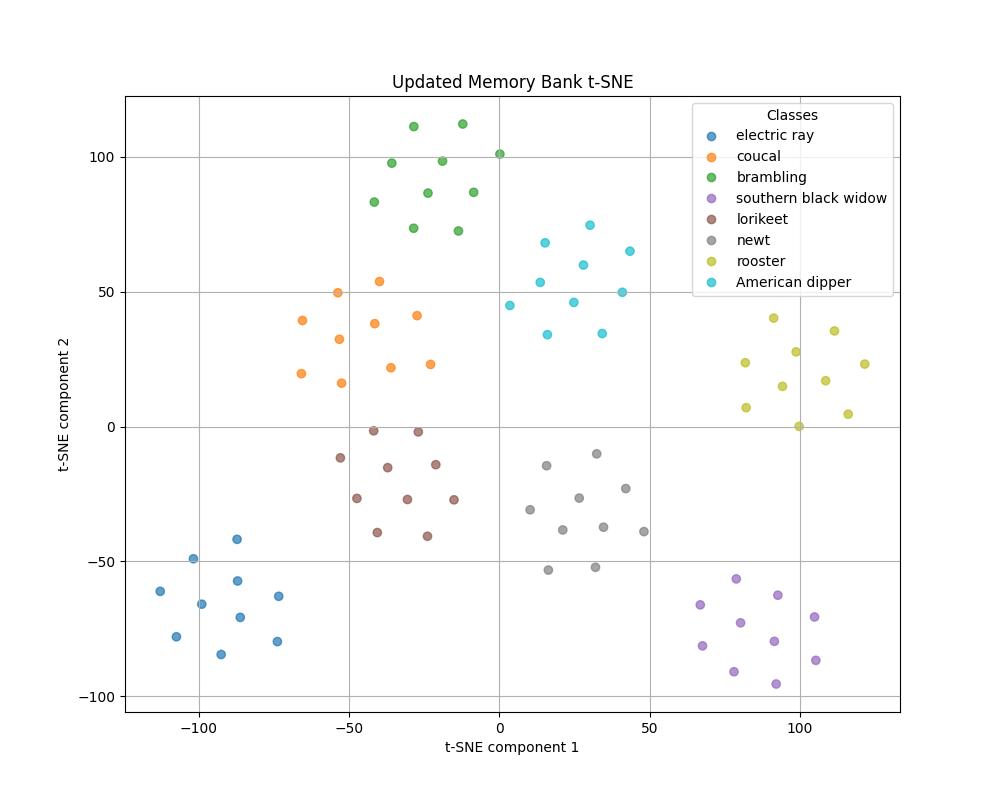 Updated Memory Bank t-SNE
Classes
electric ray
coucal
brambling
southern black widow
lorikeet
newt
rooster
American dipper
100
50
0
−50
−100
t-SNE component 2
−100 −50 0 50 100
t-SNE component 1